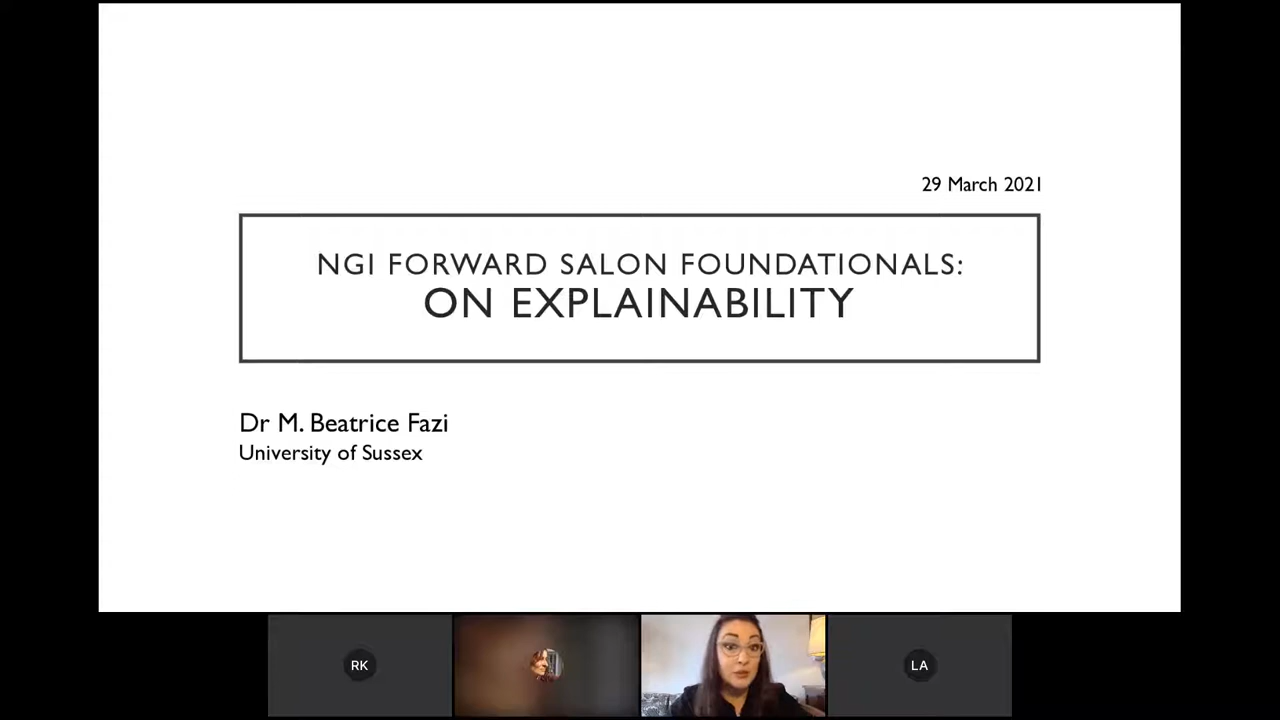 29 March 2021
NGI FORWARD SALON FOUNDATIONALS:
ON EXPLAINABILITY
Dr M. Beatrice Fazi
University of Sussex
RK
LA